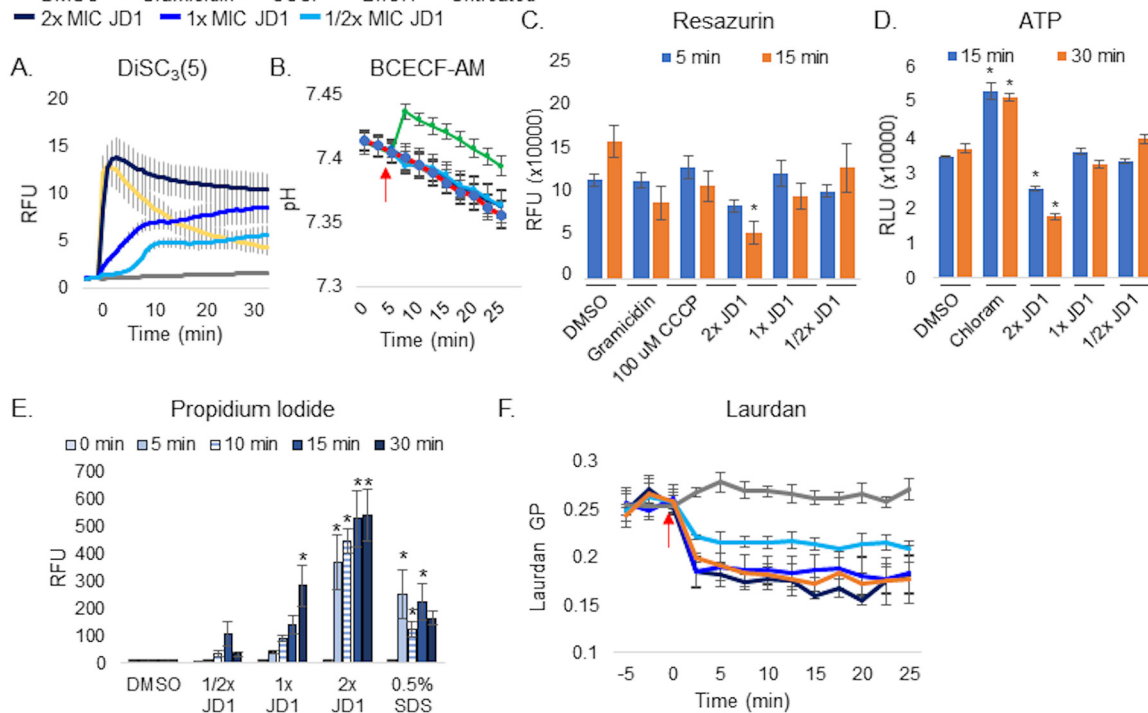 2x MIC JD1 1x MIC JD1 1/2x MIC JD1
A. DiSC3(5)
20
15
10
5
0
RFU
0 10 20 30
Time (min)
B. BCECF-AM
7.45
7.4
7.35
7.3
pH
0 5 10 15 20 25
Time (min)
C. Resazurin
5 min 15 min
25
20
15
10
5
0
RFU (x10000)
DMSO
Gramicidin
100 uM CCCP
2x JD1
1x JD1
1/2x JD1
*
D. ATP
15 min 30 min
6
5
4
3
2
1
0
RLU (x10000)
* *
* *
DMSO
Chloram
2x JD1
1x JD1
1/2x JD1
E. Propidium Iodide
0 min 5 min 10 min 15 min 30 min
700
600
500
400
300
200
100
0
RFU
* * * * * * * *
DMSO 1/2x JD1 1x JD1 2x JD1 0.5% SDS
F. Laurdan
0.3
0.25
0.2
0.15
0.1
Laurdan GP
-5 0 5 10 15 20 25
Time (min)